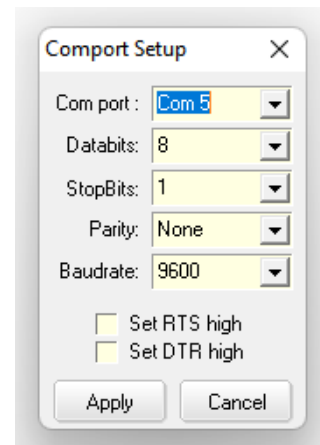 Comport Setup
Com port : Com 5
Databits: 8
StopBits: 1
Parity: None
Baudrate: 9600
Set RTS high
Set DTR high
Apply Cancel